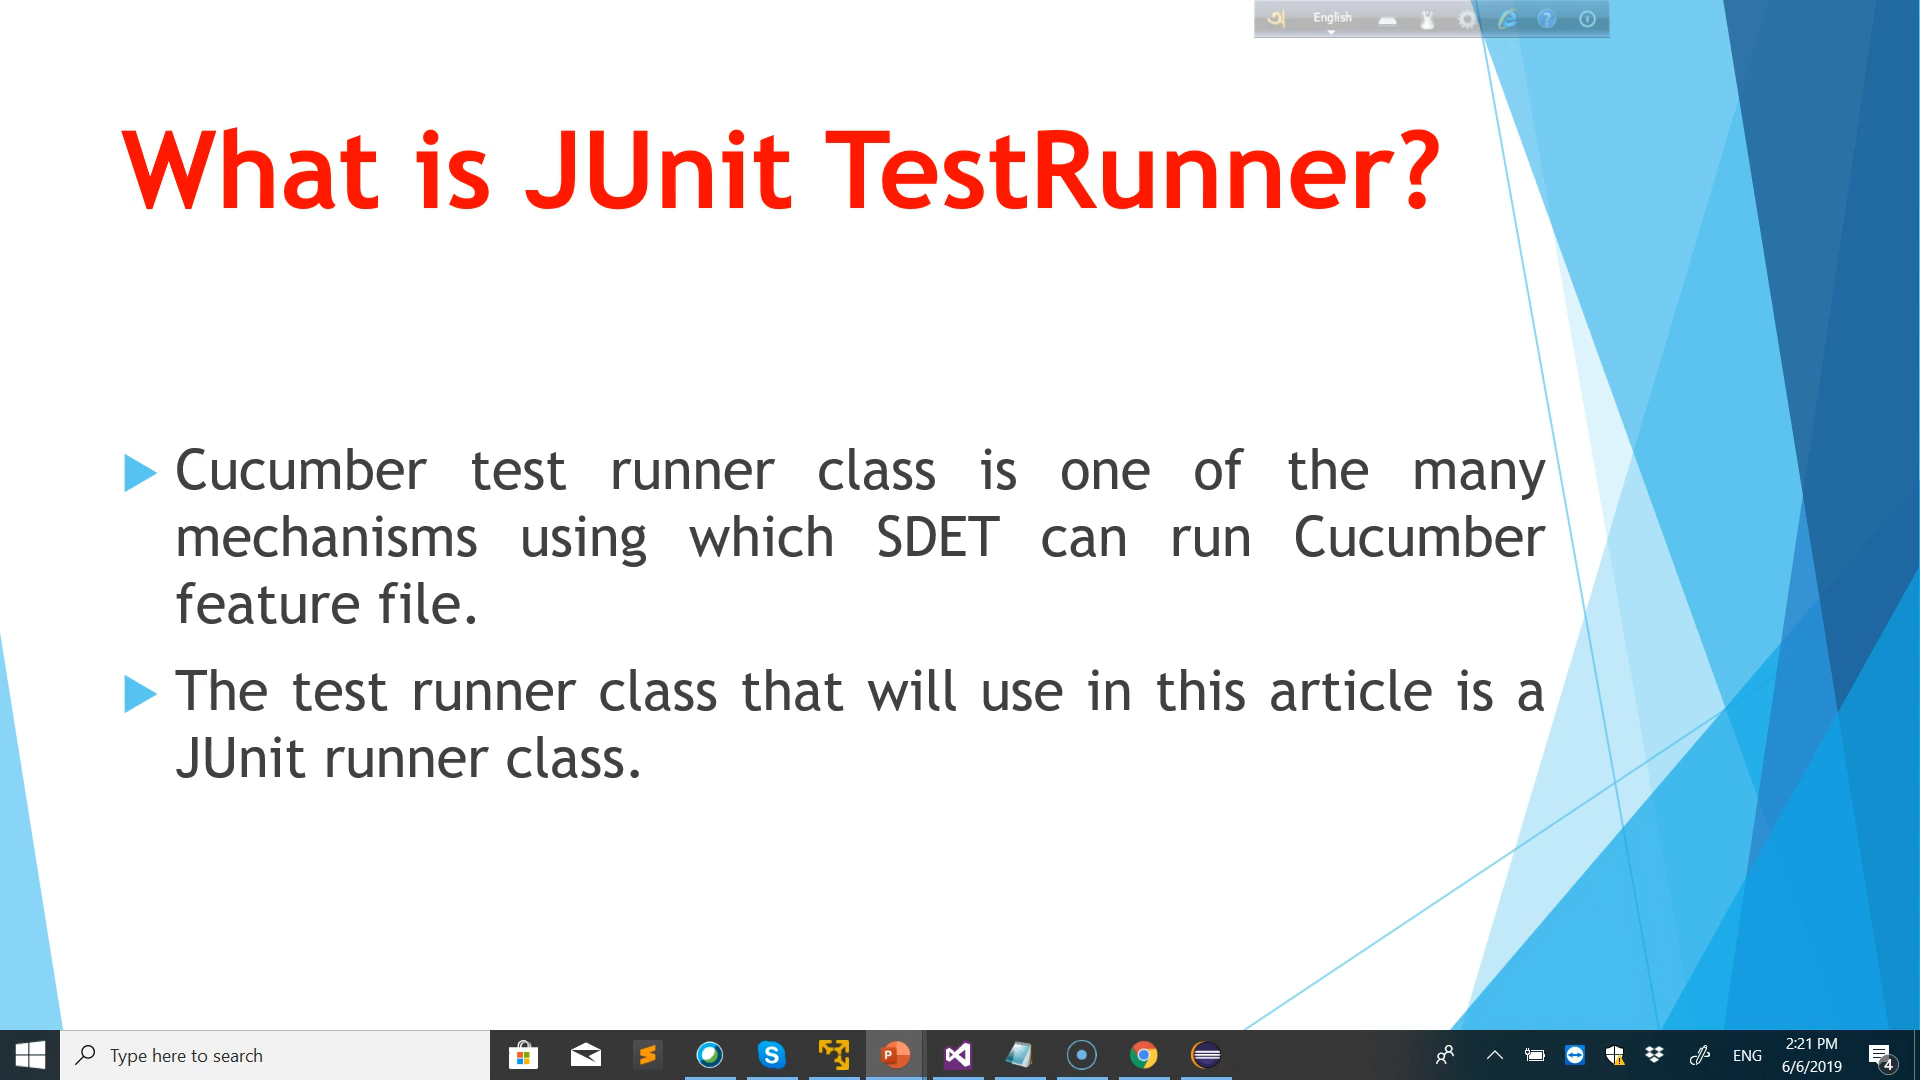 English
What is JUnit TestRunner?
Cucumber test runner class is one of the many
mechanisms using which SDET can run Cucumber
feature file.
The test runner class that will use in this article is a
JUnit runner class.
Type here to search
ENG
2:21 PM
6/6/2019
4